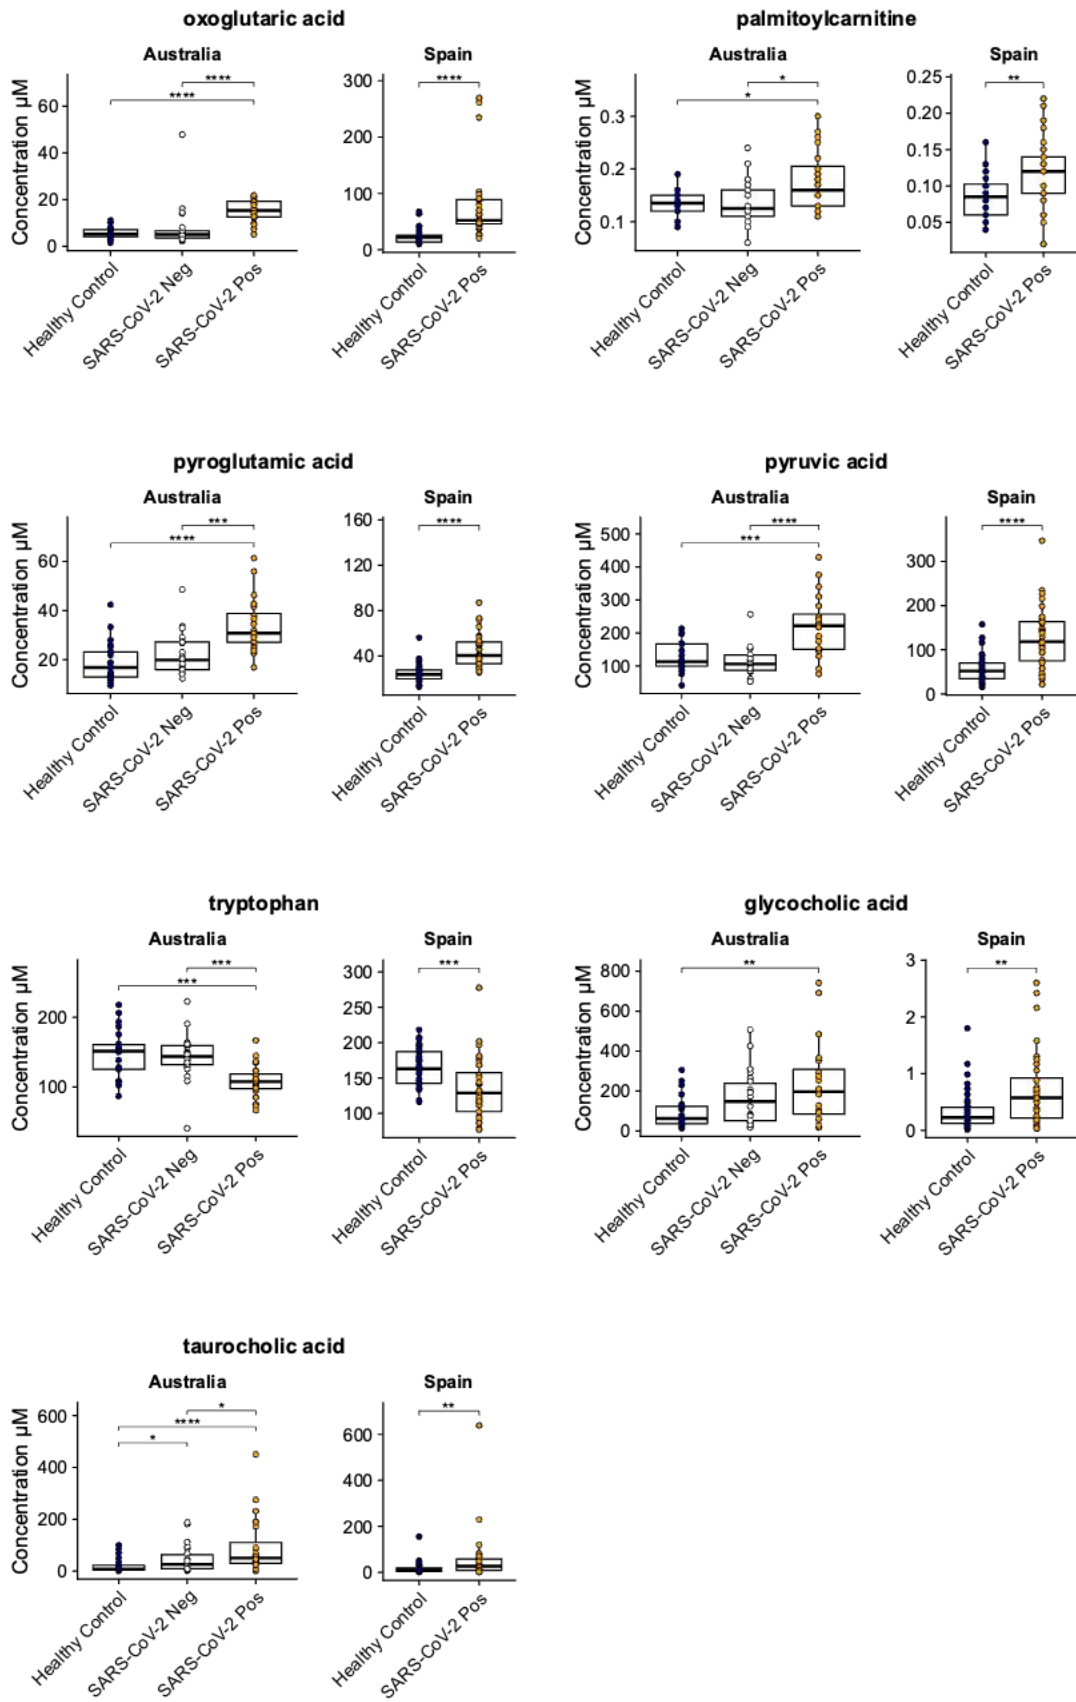 oxoglutaric acid
palmitoylcarnitine
Australia
Spain
Australia
Spain
Concentration µM
60
40
20
0
****
****
300
200
100
0
****
Concentration µM
0.3
0.2
0.1
*
*
0.25
0.20
0.15
0.10
0.05
**
Healthy Control
SARS-CoV-2 Neg
SARS-CoV-2 Pos
Healthy Control
SARS-CoV-2 Pos
Healthy Control
SARS-CoV-2 Neg
SARS-CoV-2 Pos
Healthy Control
SARS-CoV-2 Pos
pyroglutamic acid
pyruvic acid
Australia
Spain
Australia
Spain
Concentration µM
60
40
20
***
****
160
120
80
40
****
Concentration µM
500
400
300
200
100
****
***
300
200
100
0
****
Healthy Control
SARS-CoV-2 Neg
SARS-CoV-2 Pos
Healthy Control
SARS-CoV-2 Pos
Healthy Control
SARS-CoV-2 Neg
SARS-CoV-2 Pos
Healthy Control
SARS-CoV-2 Pos
tryptophan
glycocholic acid
Australia
Spain
Australia
Spain
Concentration µM
200
100
***
***
300
250
200
150
100
***
Concentration µM
800
600
400
200
0
**
3
2
1
0
**
Healthy Control
SARS-CoV-2 Neg
SARS-CoV-2 Pos
Healthy Control
SARS-CoV-2 Pos
Healthy Control
SARS-CoV-2 Neg
SARS-CoV-2 Pos
Healthy Control
SARS-CoV-2 Pos
taurocholic acid
Australia
Spain
Concentration µM
600
400
200
0
*
****
*
600
400
200
0
**
Healthy Control
SARS-CoV-2 Neg
SARS-CoV-2 Pos
Healthy Control
SARS-CoV-2 Pos